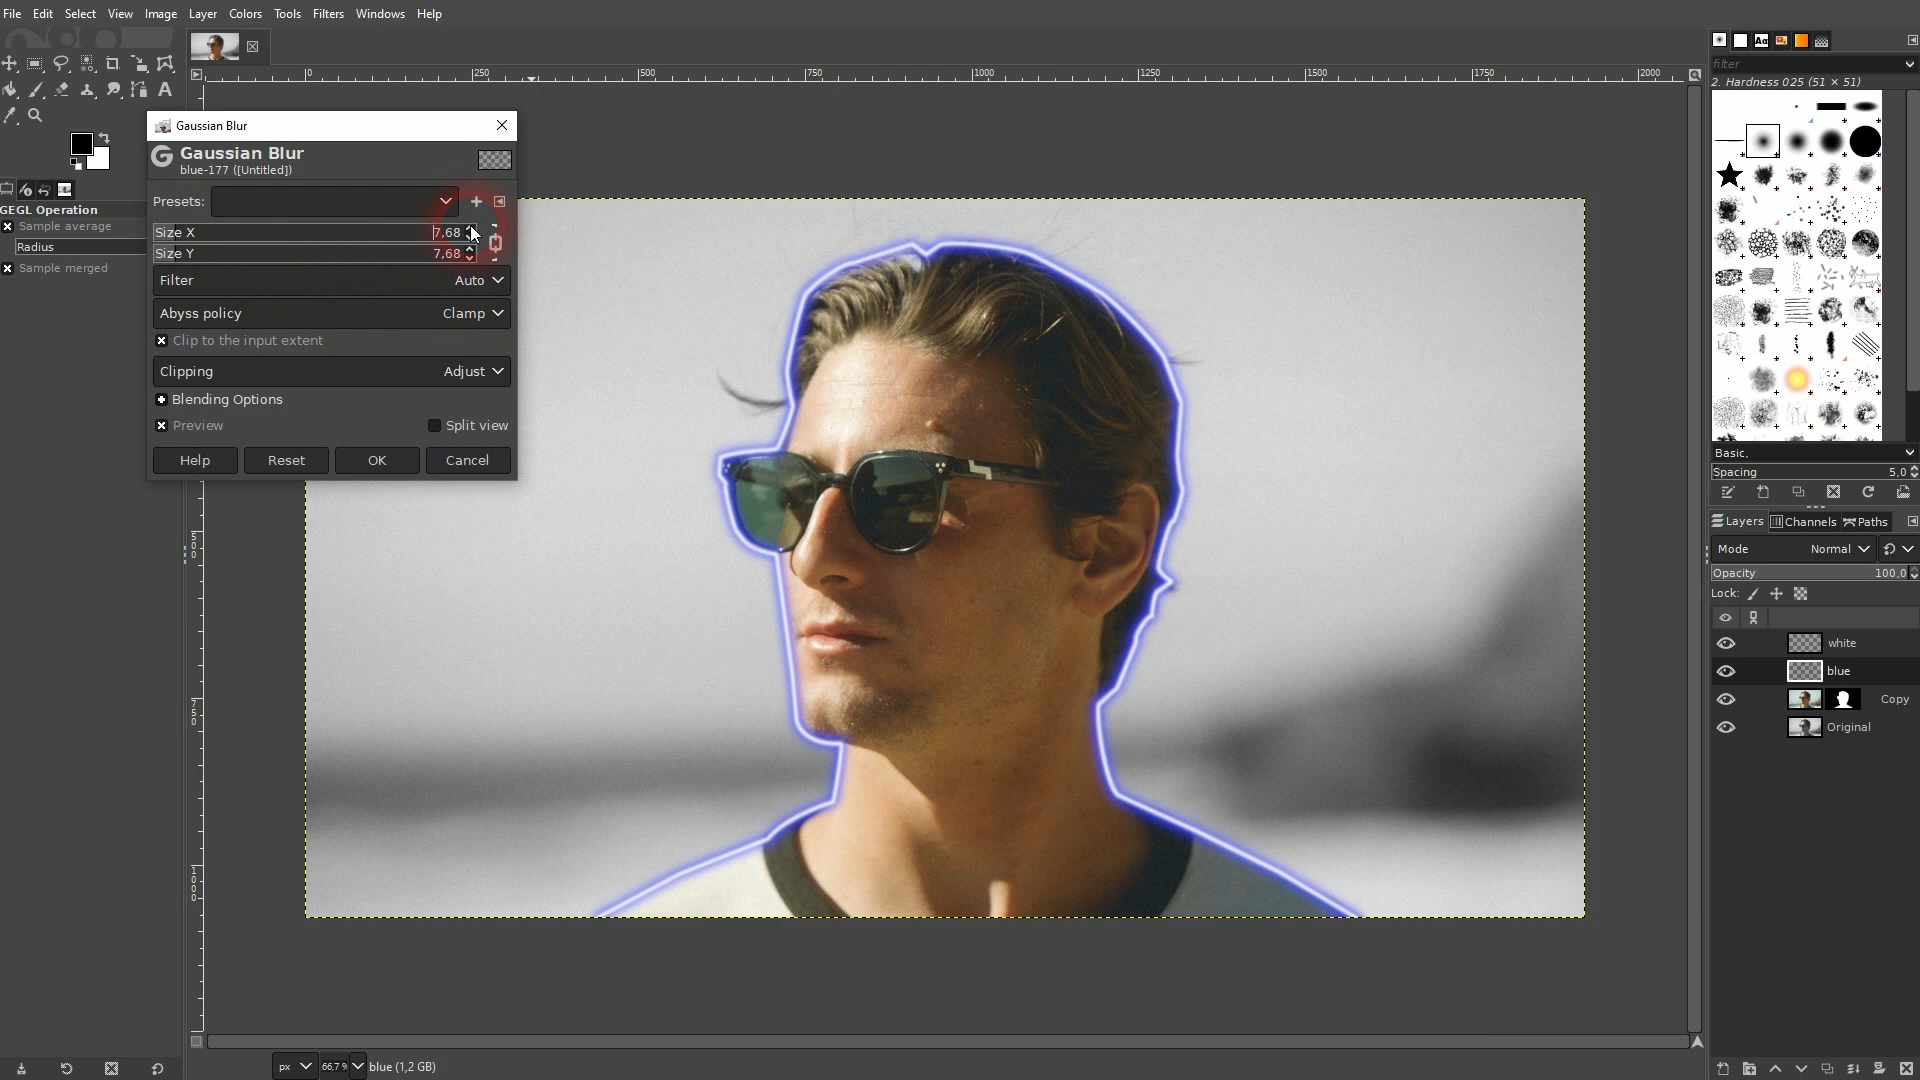 File Edit Select View Image Layer Colors Tools Filters Windows Help
0 250 500 750 1000 1250 1500 1750 2000
filter
2. Hardness 025 (51 × 51)
Gaussian Blur
Gaussian Blur
blue-177 ([Untitled])
Presets:
Size X 7,68
Size Y 7,68
Filter Auto
Abyss policy Clamp
Clip to the input extent
Clipping Adjust
Blending Options
Preview Split view
Help Reset OK Cancel
GEGL Operation
Sample average
Radius
Sample merged
500
750
1000
Basic,
Spacing 5,0
Layers Channels Paths
Mode Normal
Opacity 100,0
Lock:
white
blue
Copy
Original
px 66,7 % blue (1,2 GB)